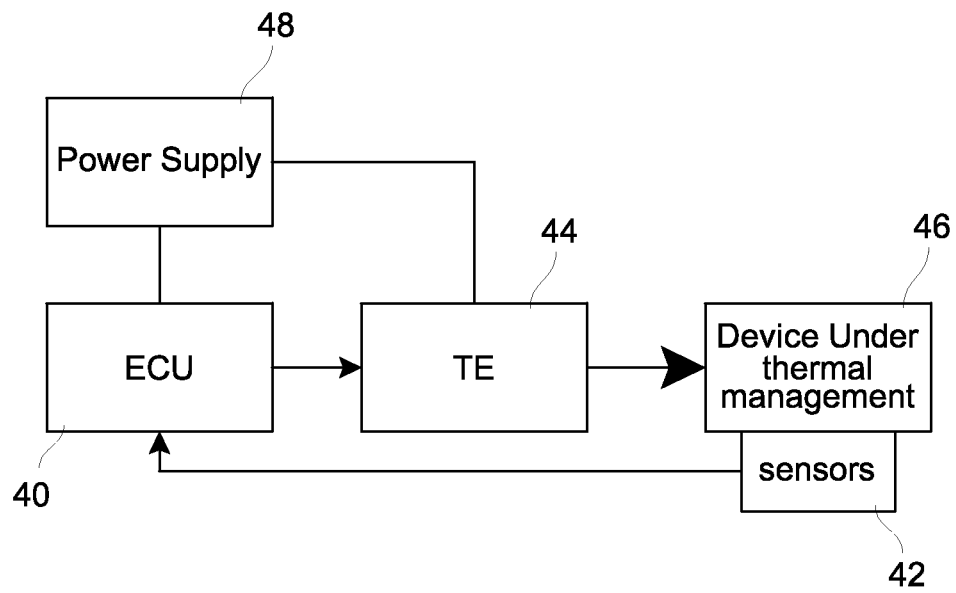 48
Power Supply
44
46
ECU
TE
Device Under
thermal
management
sensors
40
42